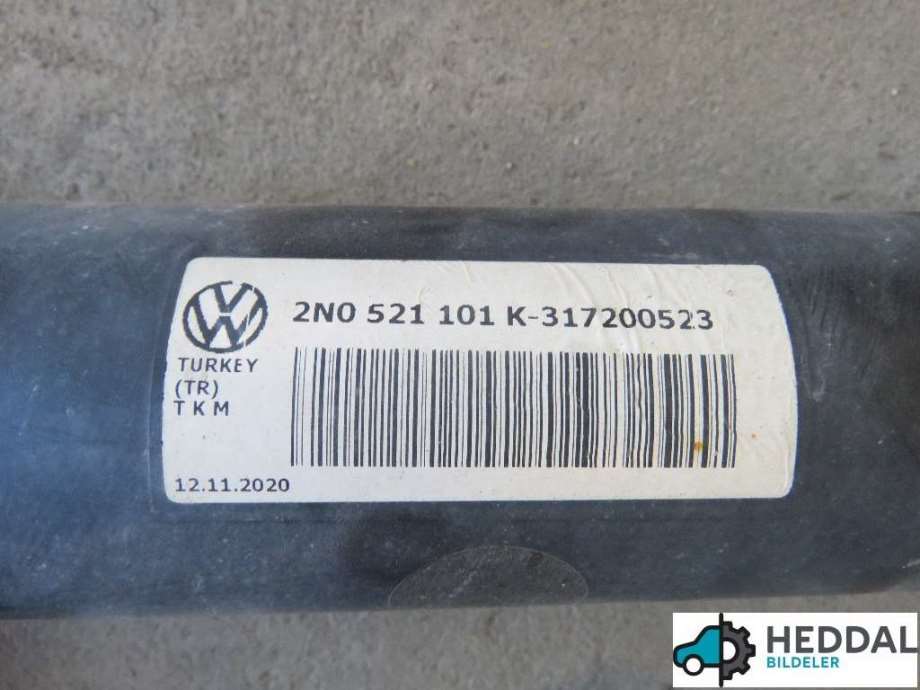 2N0 521 101 K-317200523
TURKEY
(TR)
T K M
12.11.2020
HEDDAL
BILDELER